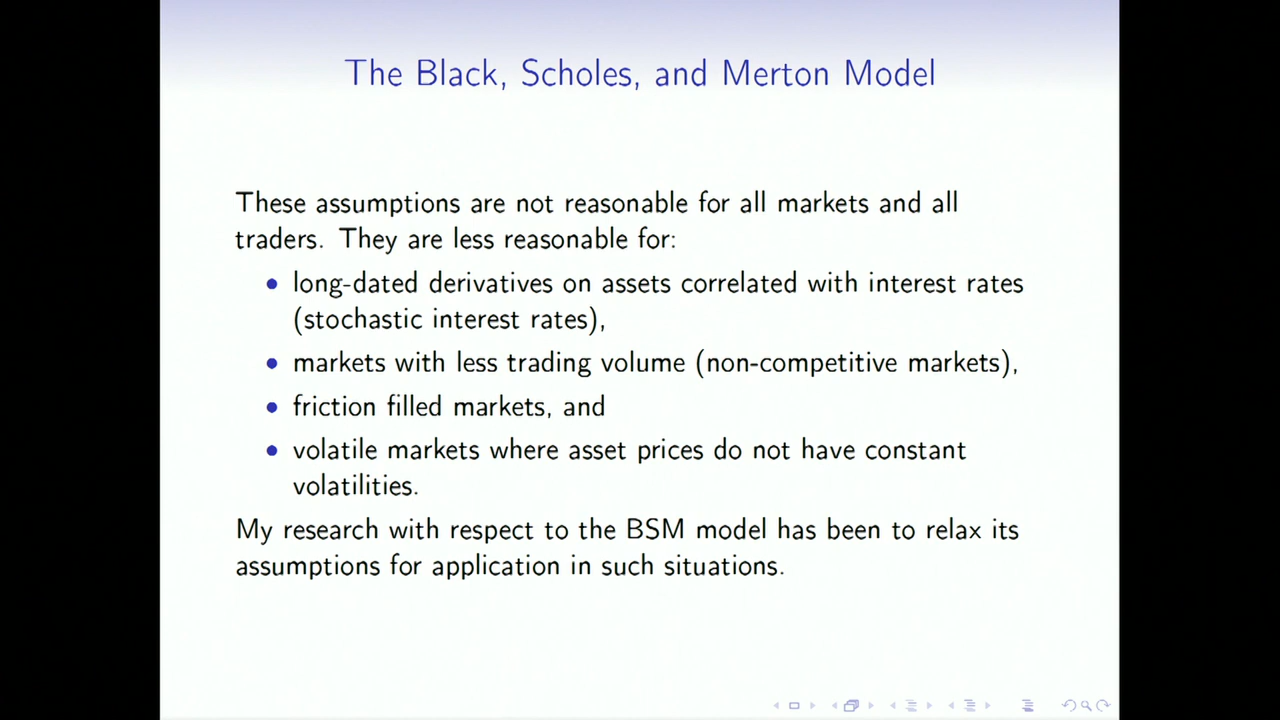 The Black, Scholes, and Merton Model
These assumptions are not reasonable for all markets and all
traders. They are less reasonable for:
• long-dated derivatives on assets correlated with interest rates
(stochastic interest rates),
• markets with less trading volume (non-competitive markets),
• friction filled markets, and
• volatile markets where asset prices do not have constant
volatilities.
My research with respect to the BSM model has been to relax its
assumptions for application in such situations.